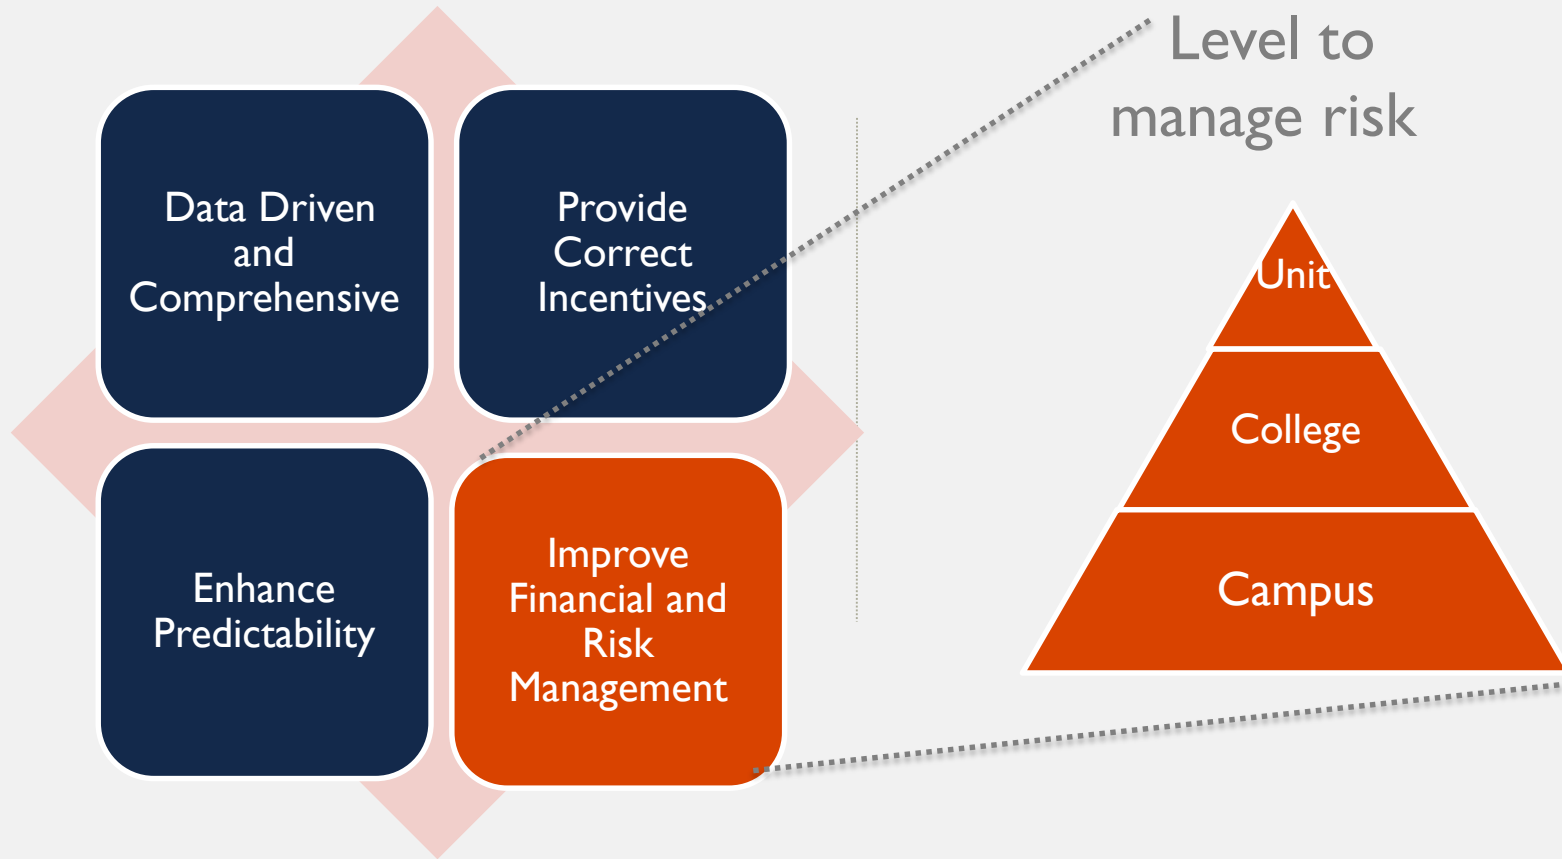 Data Driven
and
Comprehensive
Provide
Correct
Incentives
Enhance
Predictability
Improve
Financial and
Risk
Management
Level to
manage risk
Unit
College
Campus